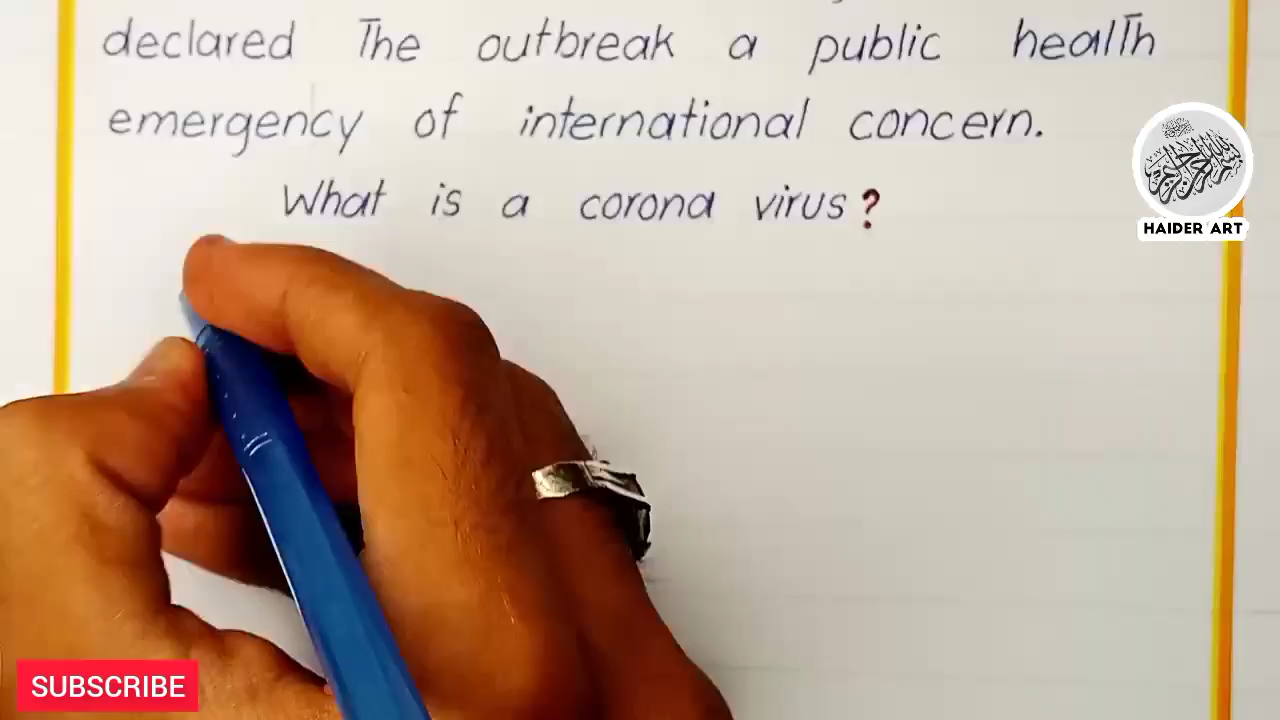 declared The outbreak a public health
emergency of international concern.
What is a corona virus?
HAIDER ART
SUBSCRIBE